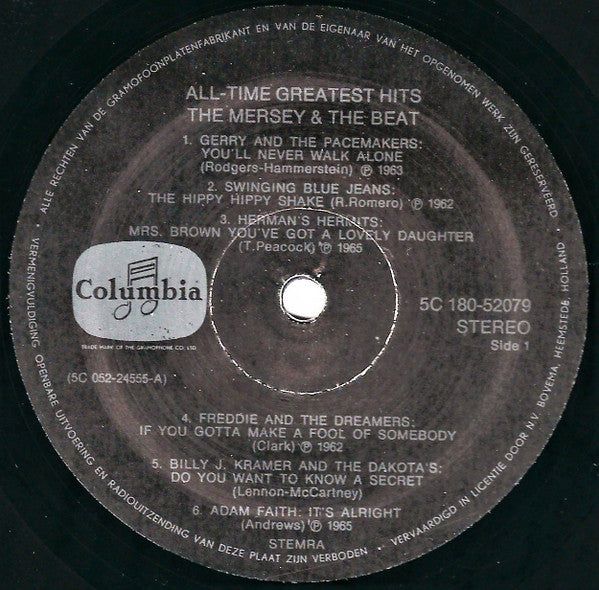 ALLE RECHTEN VAN DE GRAMOFOONPLATENFABRIKANT EN VAN DE EIGENAAR VAN HET OPGENOMEN WERK ZIJN GERESERVEERD
ALL-TIME GREATEST HITS
THE MERSEY & THE BEAT
1. GERRY AND THE PACEMAKERS:
YOU'LL NEVER WALK ALONE
(Rodgers-Hammerstein) ℗ 1963
2. SWINGING BLUE JEANS:
THE HIPPY HIPPY SHAKE (R.Romero) ℗ 1962
3. HERMAN'S HERMITS:
MRS. BROWN YOU'VE GOT A LOVELY DAUGHTER
(T.Peacock) ℗ 1965
Columbia
TRADE MARK OF THE GRAMOPHONE CO. LTD.
5C 180-52079
STEREO
Side 1
(5C 052-24555-A)
4. FREDDIE AND THE DREAMERS:
IF YOU GOTTA MAKE A FOOL OF SOMEBODY
(Clark) ℗ 1962
5. BILLY J. KRAMER AND THE DAKOTA'S:
DO YOU WANT TO KNOW A SECRET
(Lennon-McCartney)
6. ADAM FAITH: IT'S ALRIGHT
(Andrews) ℗ 1965
STEMRA
VERMENIGVULDIGING OPENBARE UITVOERING EN RADIOUITZENDING VAN DEZE PLAAT ZIJN VERBODEN • VERVAARDIGD IN LICENTIE DOOR N.V. BOVEMA, HEEMSTEDE, HOLLAND •